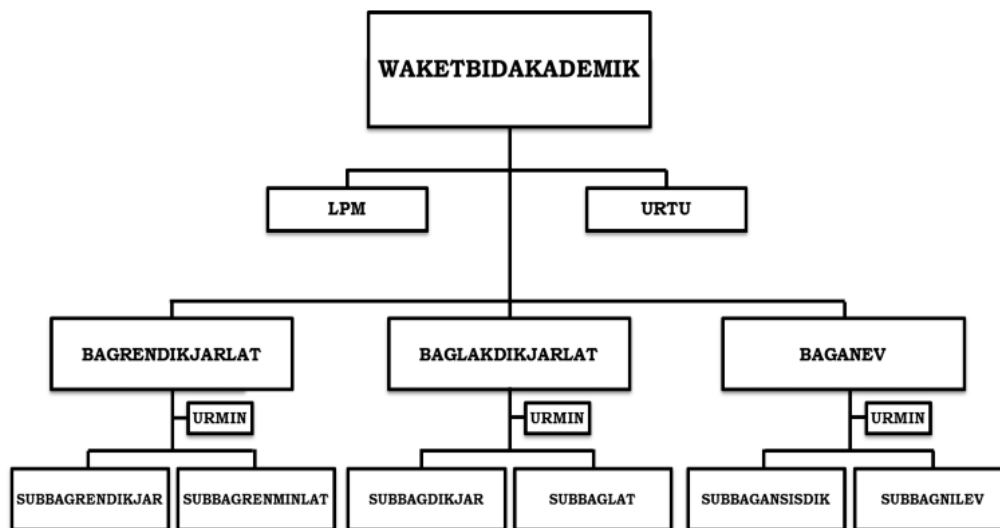 WAKETBIDAKADEMIK
LPM
URTU
BAGRENDIKJARLAT
BAGLAKDIKJARLAT
BAGANEV
URMIN
URMIN
URMIN
SUBBAGRENDIKJAR
SUBBAGRENMINLAT
SUBBAGDIKJAR
SUBBAGLAT
SUBBAGANSISDIK
SUBBAGNILEV